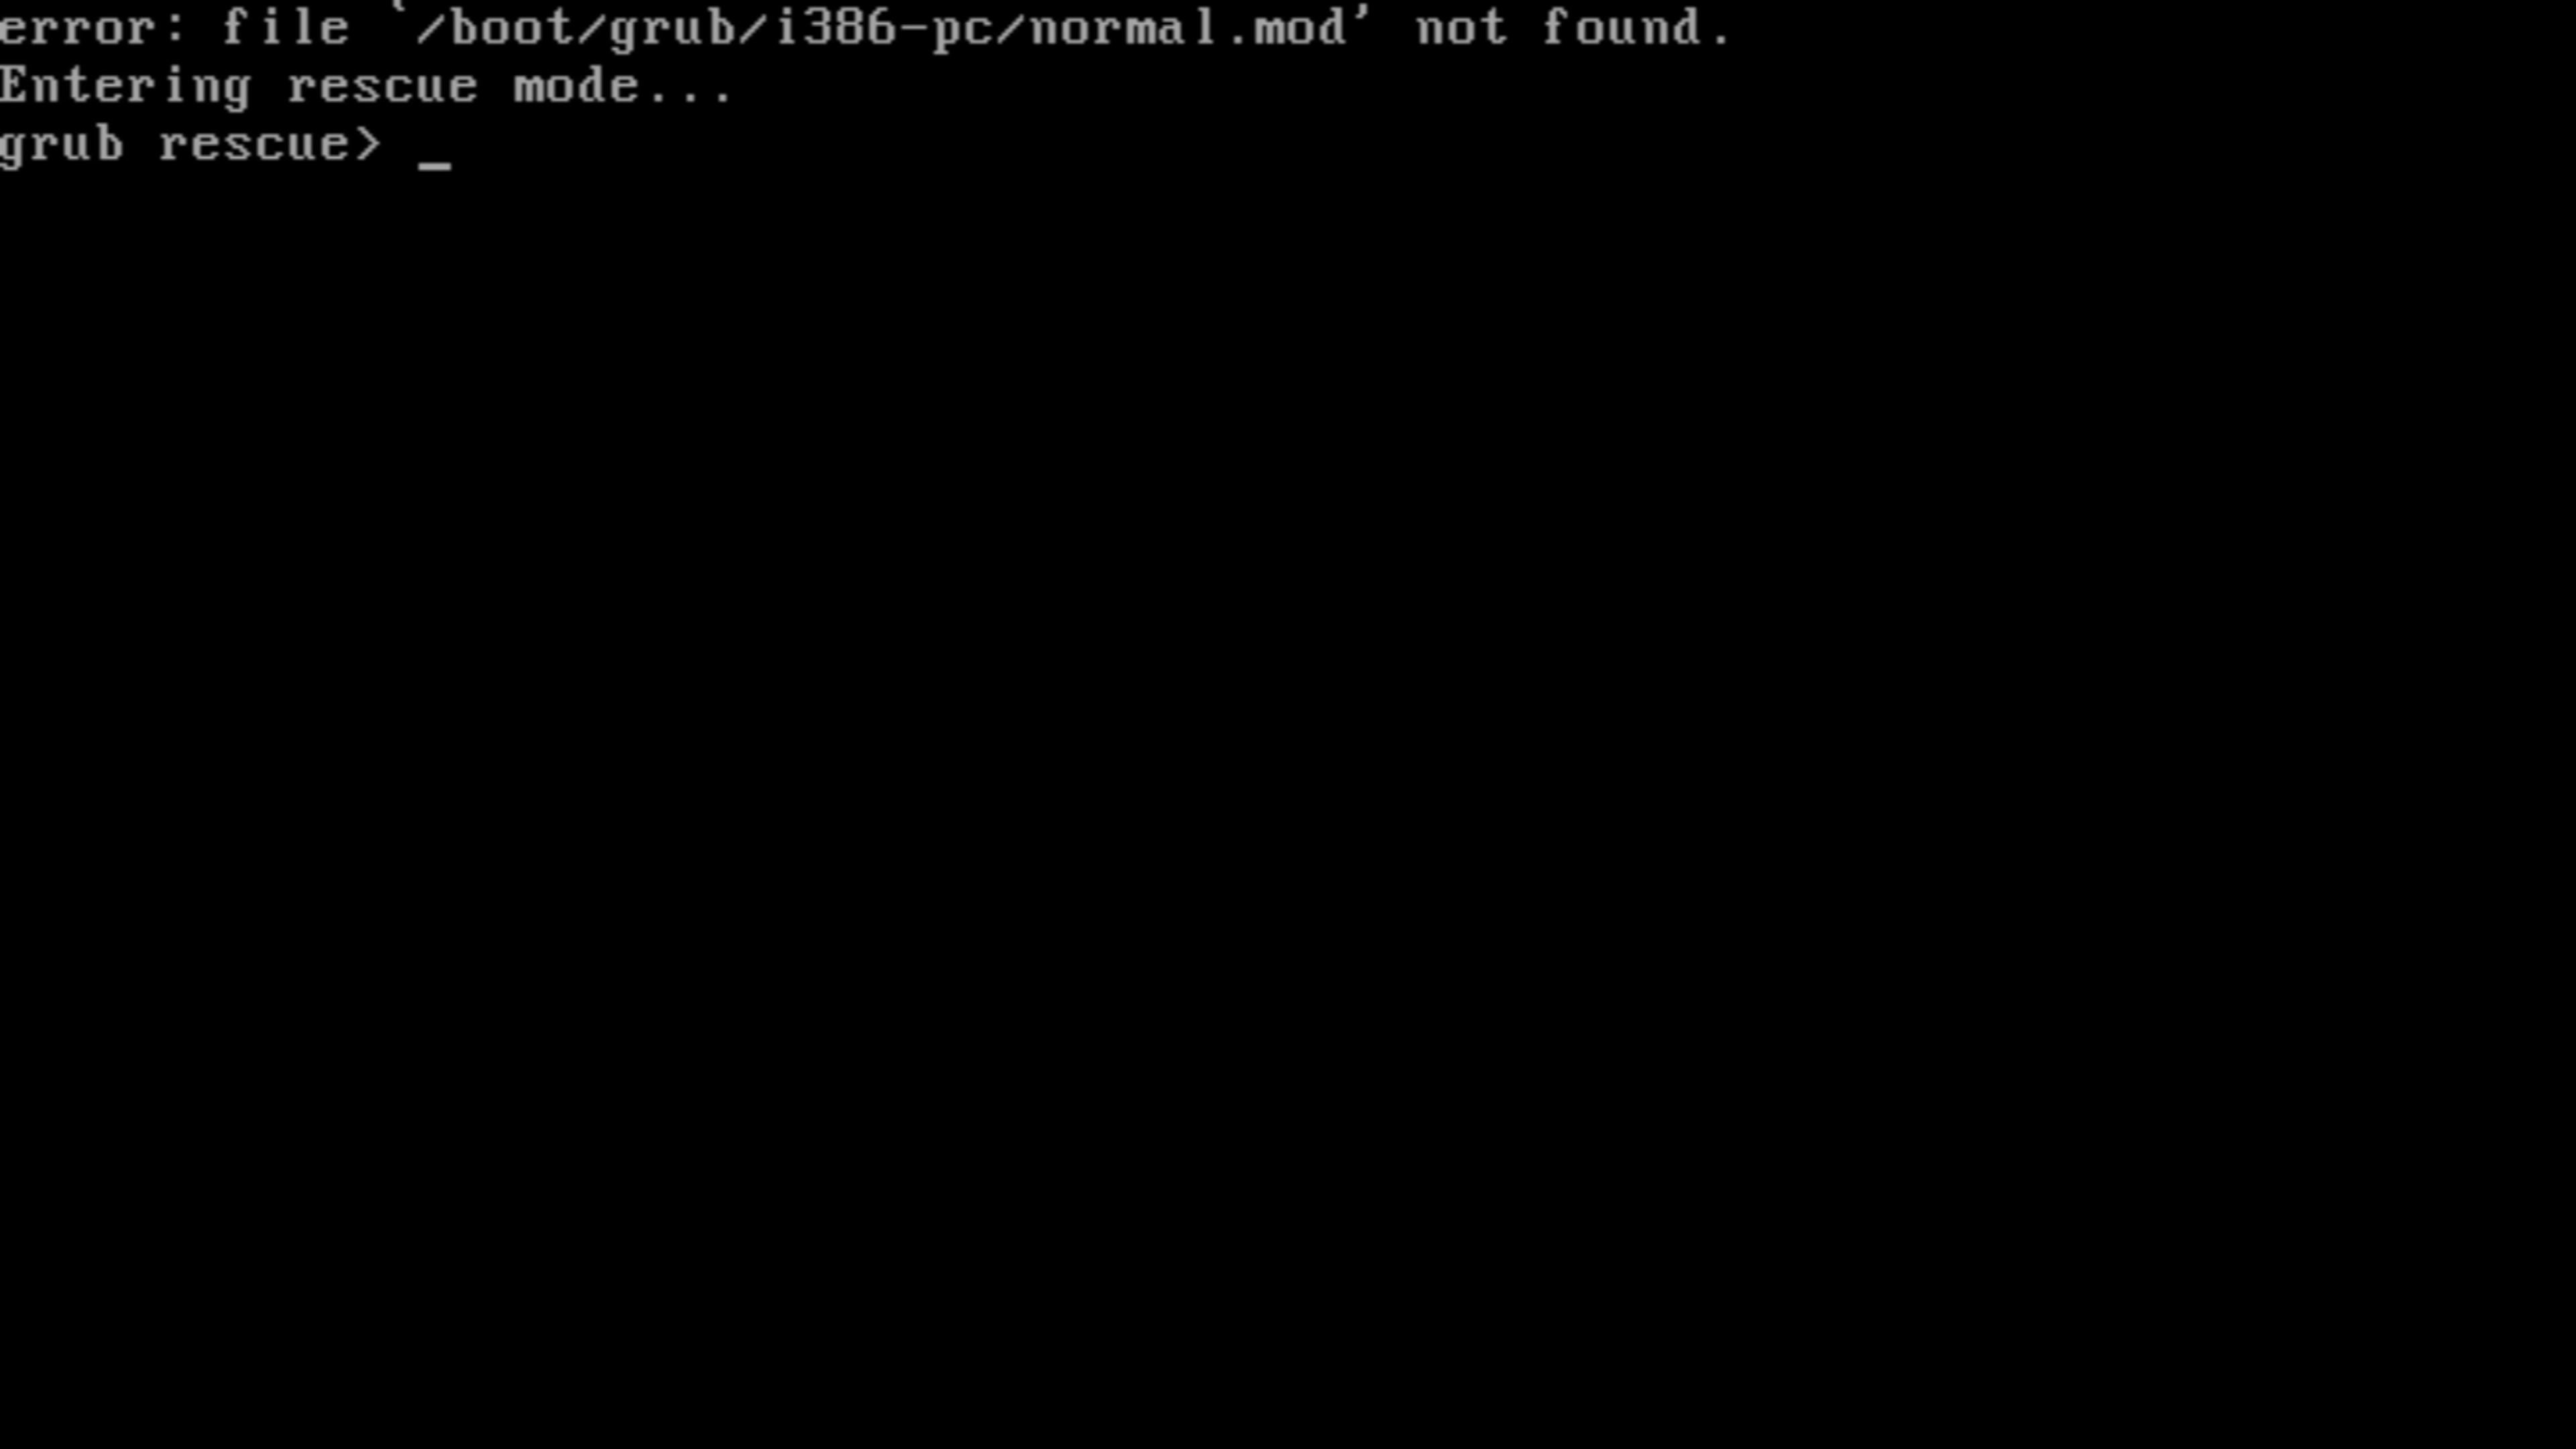 error: file `/boot/grub/i386-pc/normal.mod' not found.
Entering rescue mode...
grub rescue> _